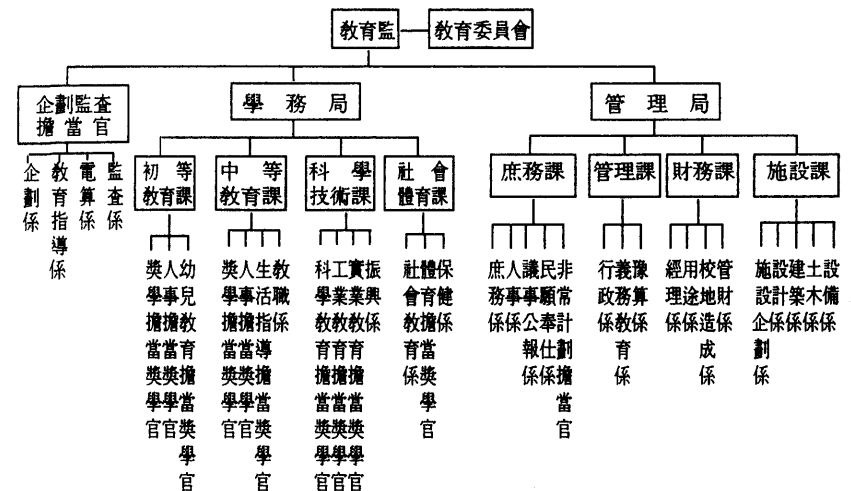 教育監
教育委員會
企劃監査
擔當官
學務局
管理局
初等
教育課
中等
教育課
科學
技術課
社會
體育課
庶務課
管理課
財務課
施設課
企劃係
教育指導係
電算係
監査係
奬學擔當奬學官
人事擔當奬學官
幼兒教育擔當奬學官
奬學擔當奬學官
人事擔當奬學官
生活指導擔當奬學官
教職係
科學教育擔當奬學官
工業教育擔當奬學官
實業教育擔當奬學官
振興係
社會教育係
體育擔當奬學官
保健係
庶務係
人事係
議事公報係
民願奉仕係
非常計劃擔當官
行政係
義務教育係
豫算係
經理係
用途係
校地造成係
管財係
施設企劃係
設計係
建築係
土木係
設備係